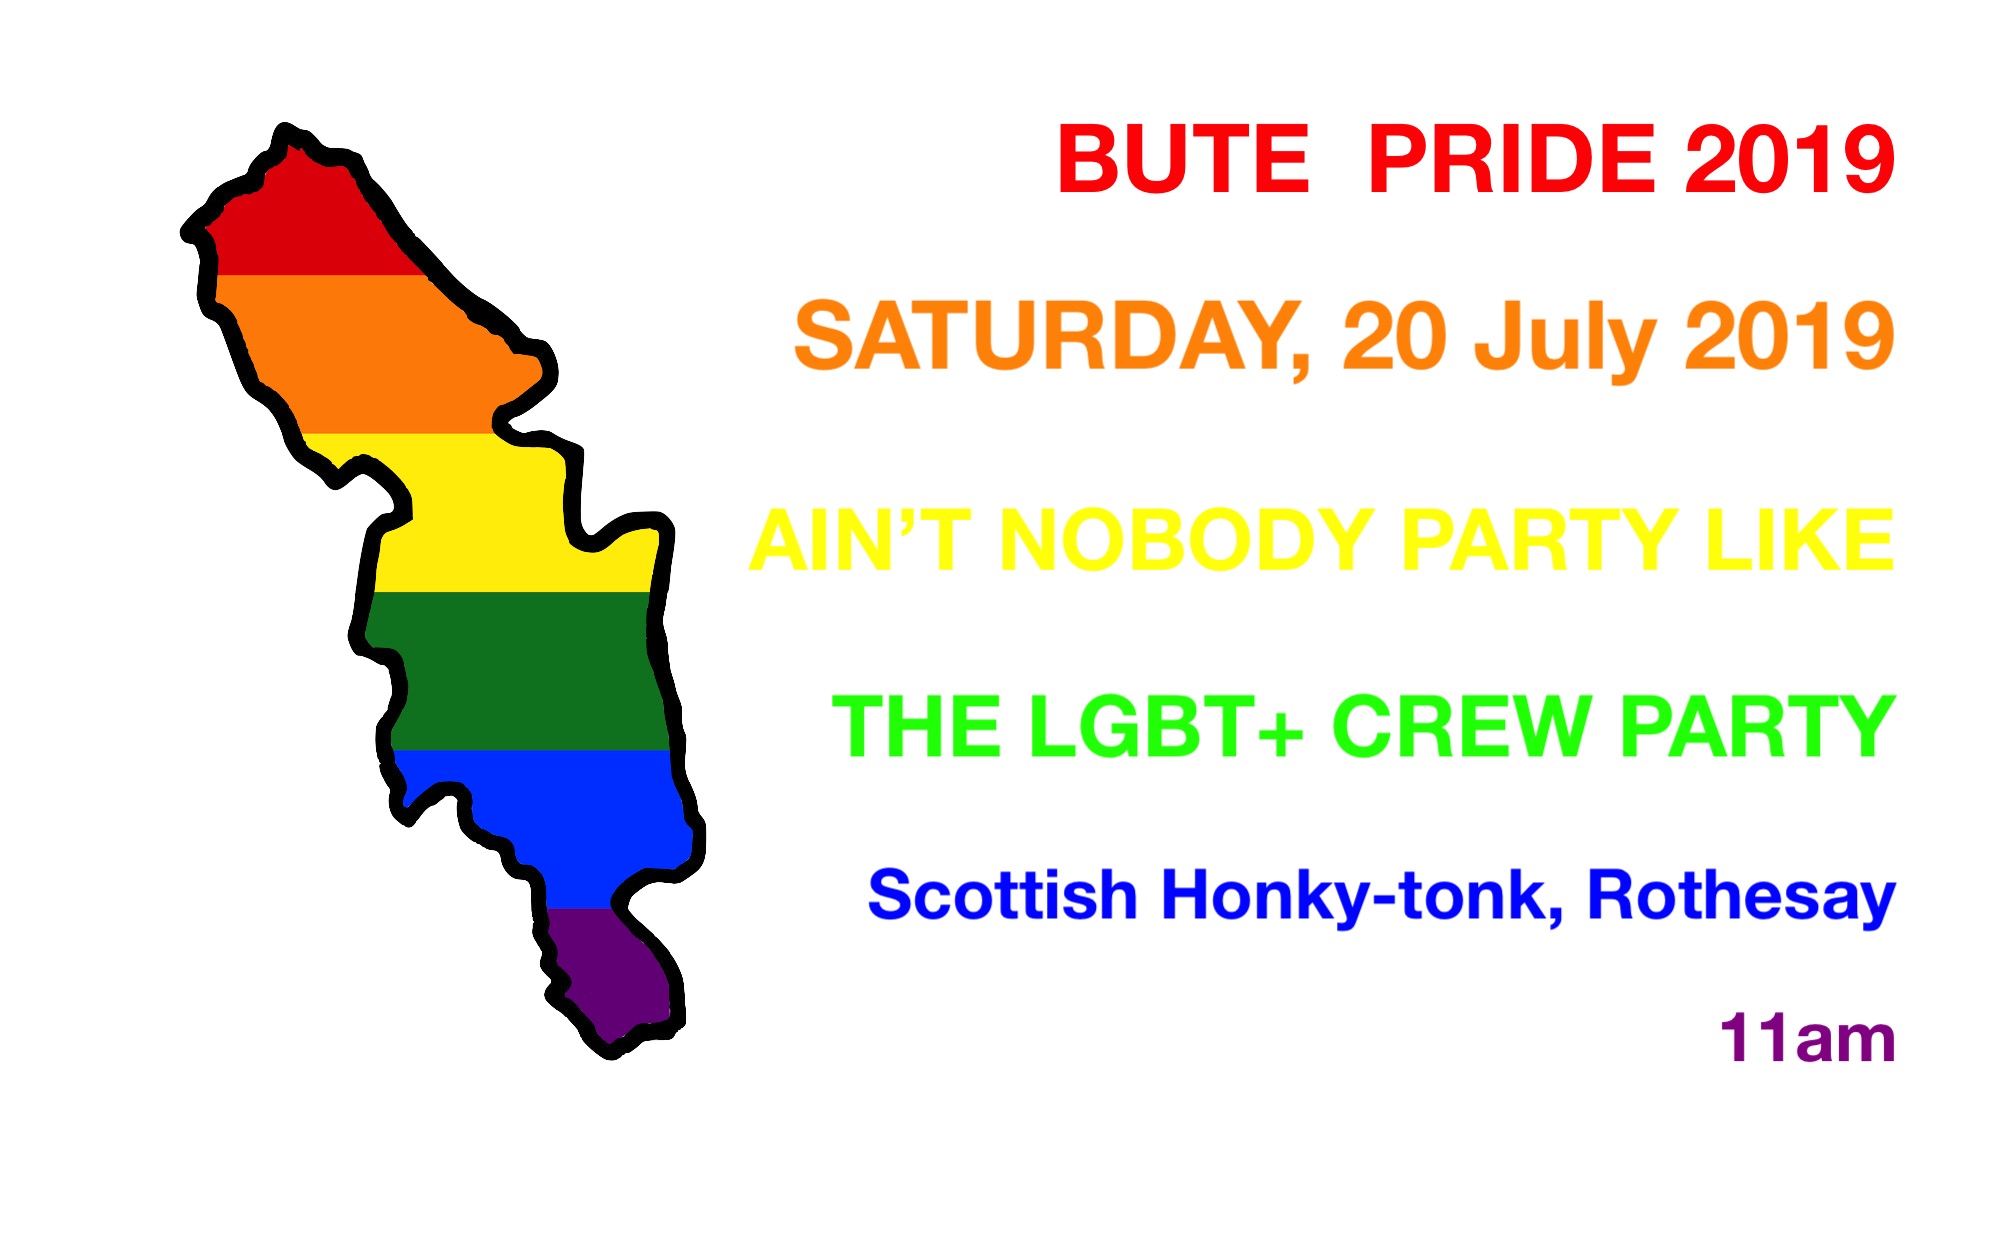 BUTE  PRIDE 2019
SATURDAY, 20 July 2019
AIN’T NOBODY PARTY LIKE
THE LGBT+ CREW PARTY
Scottish Honky-tonk, Rothesay
11am